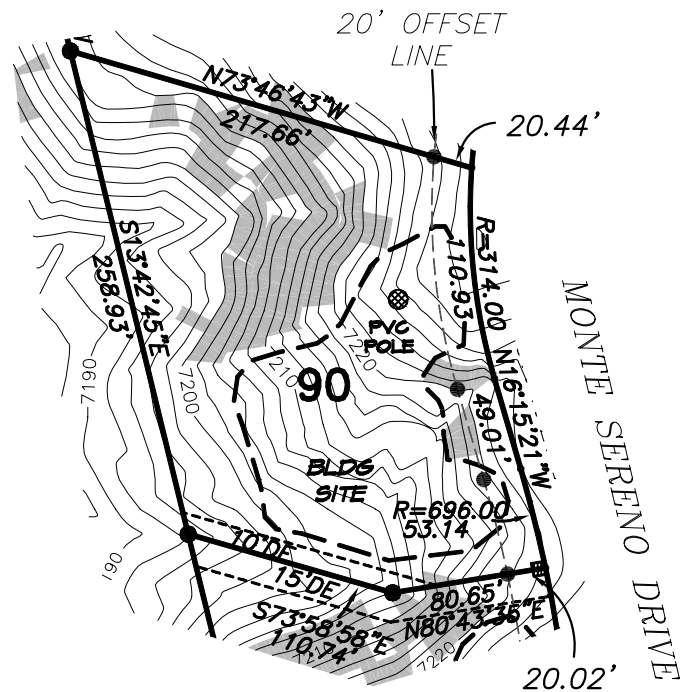 20' OFFSET
LINE
N73°46'43"W
217.66'
20.44'
S13°42'45"E
258.93'
R=314.00
110.93'
PVC
POLE
7220
7210
90
7190
7200
N16°15'21"W
49.01'
MONTE SERENO DRIVE
BLDG
SITE
R=696.00
53.14
10'DE
15'DE
190
S73°58'58"E
110.74'
80.65'
N80°43'35"E
7220
20.02'